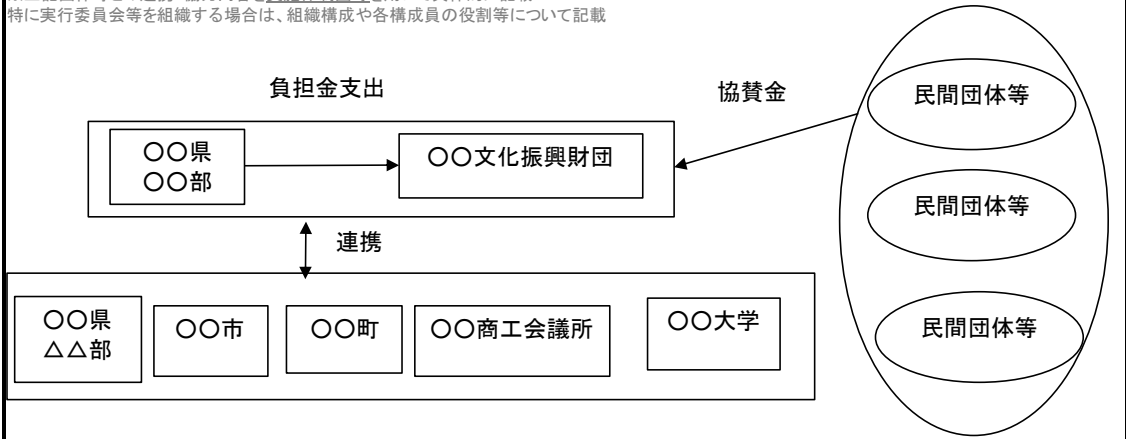 特に実行委員会等を組織する場合は、組織構成や各構成員の役割等について記載
負担金支出
協賛金
民間団体等
〇〇県
〇〇部
〇〇文化振興財団
民間団体等
連携
〇〇県
△△部
〇〇市
〇〇町
〇〇商工会議所
〇〇大学
民間団体等